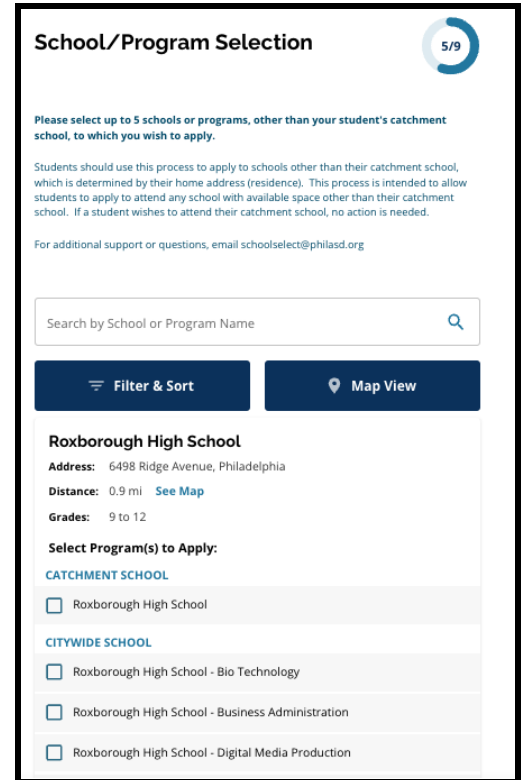 School/Program Selection
5/9
Please select up to 5 schools or programs, other than your student's catchment
school, to which you wish to apply.
Students should use this process to apply to schools other than their catchment school,
which is determined by their home address (residence).  This process is intended to allow
students to apply to attend any school with available space other than their catchment
school.  If a student wishes to attend their catchment school, no action is needed.
For additional support or questions, email schoolselect@philasd.org
Search by School or Program Name
Filter & Sort
Map View
Roxborough High School
Address: 6498 Ridge Avenue, Philadelphia
Distance: 0.9 mi See Map
Grades: 9 to 12
Select Program(s) to Apply:
CATCHMENT SCHOOL
Roxborough High School
CITYWIDE SCHOOL
Roxborough High School - Bio Technology
Roxborough High School - Business Administration
Roxborough High School - Digital Media Production